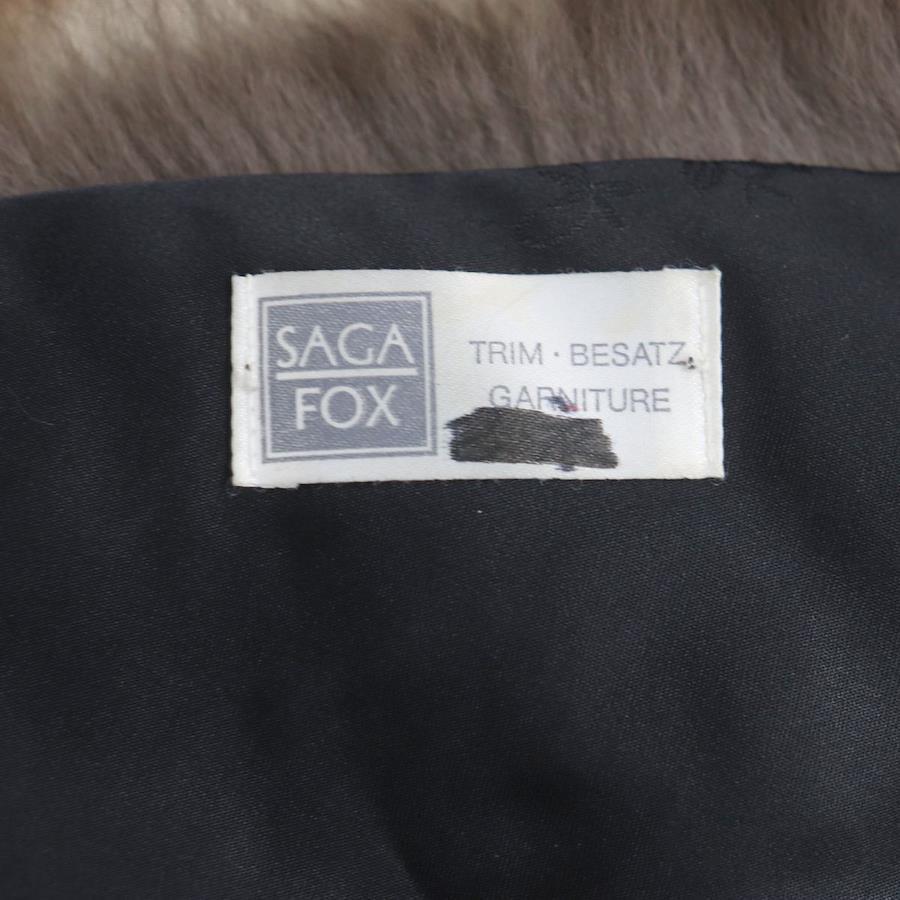 SAGA
FOX
TRIM · BESATZ
GARNITURE